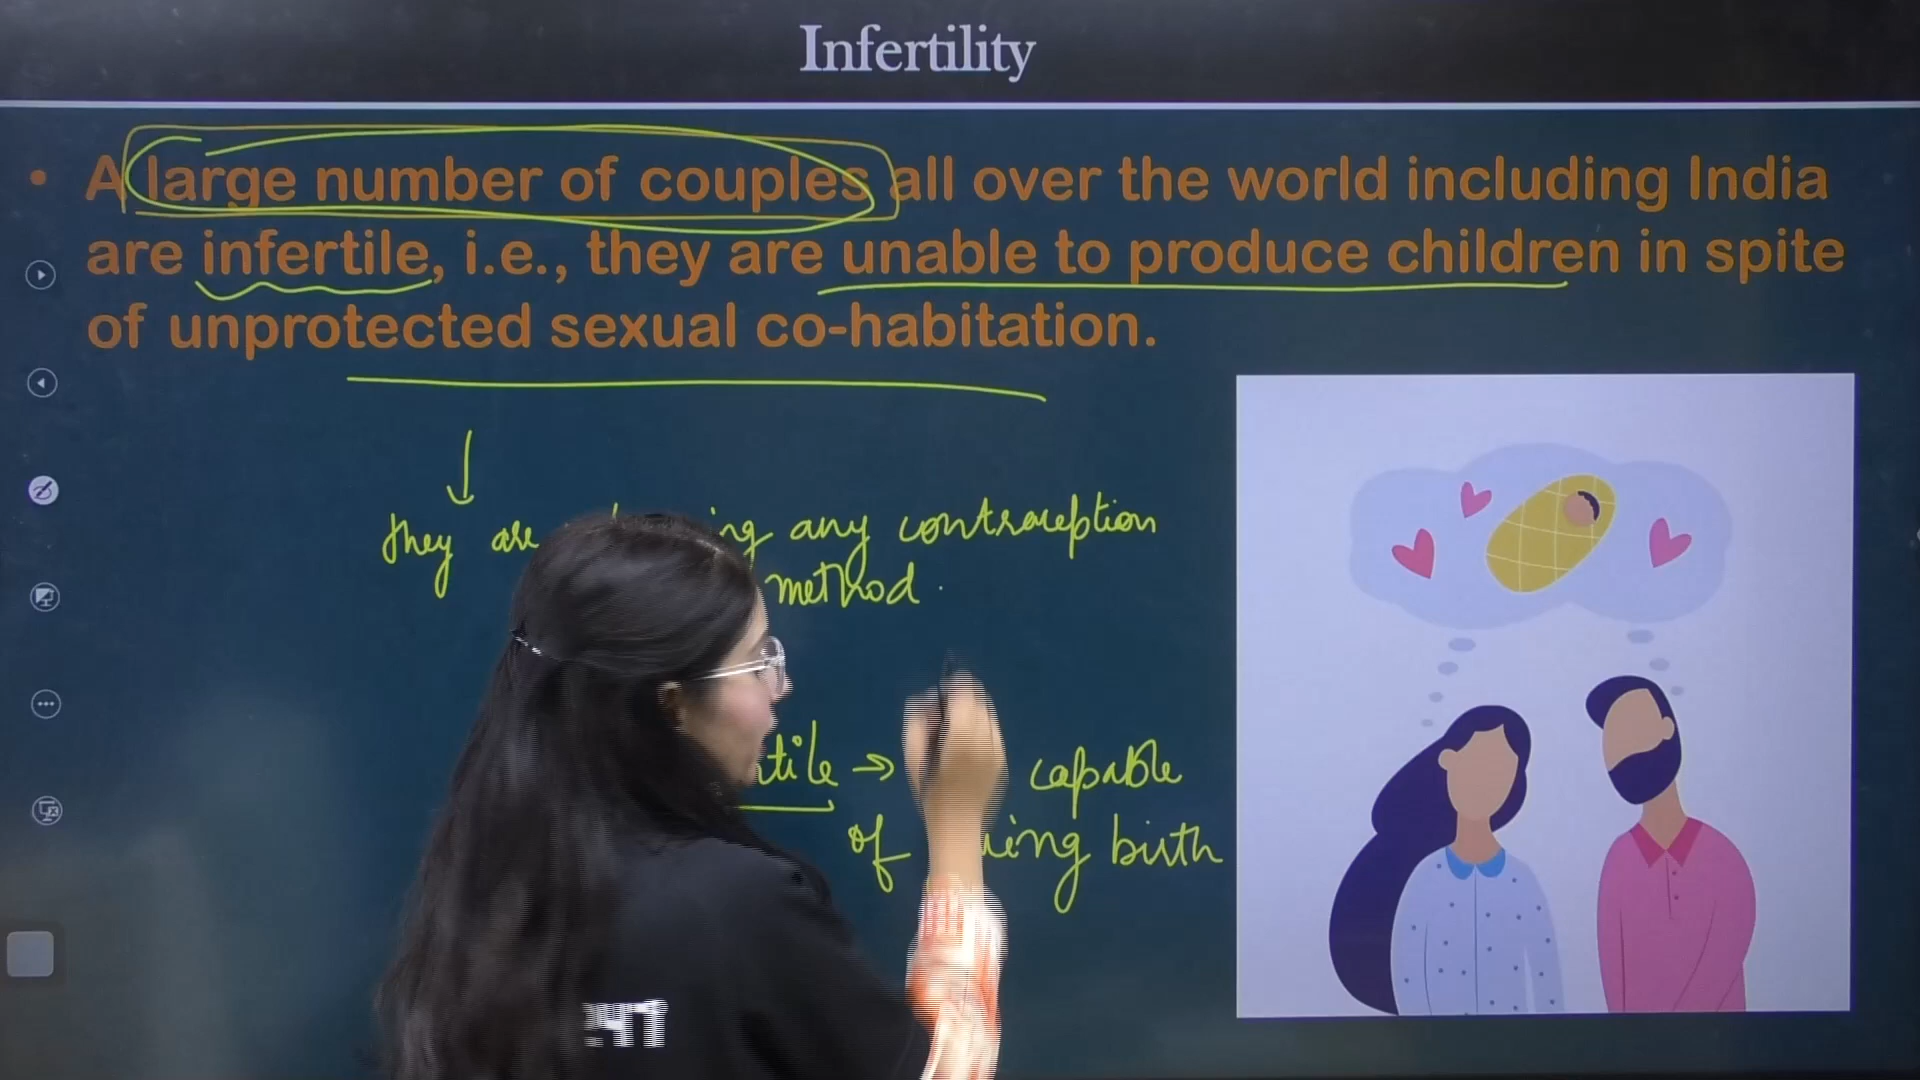 Infertility
• A large number of couples all over the world including India
are infertile, i.e., they are unable to produce children in spite
of unprotected sexual co-habitation.
they are any contraception
method.
→ capable
of birth